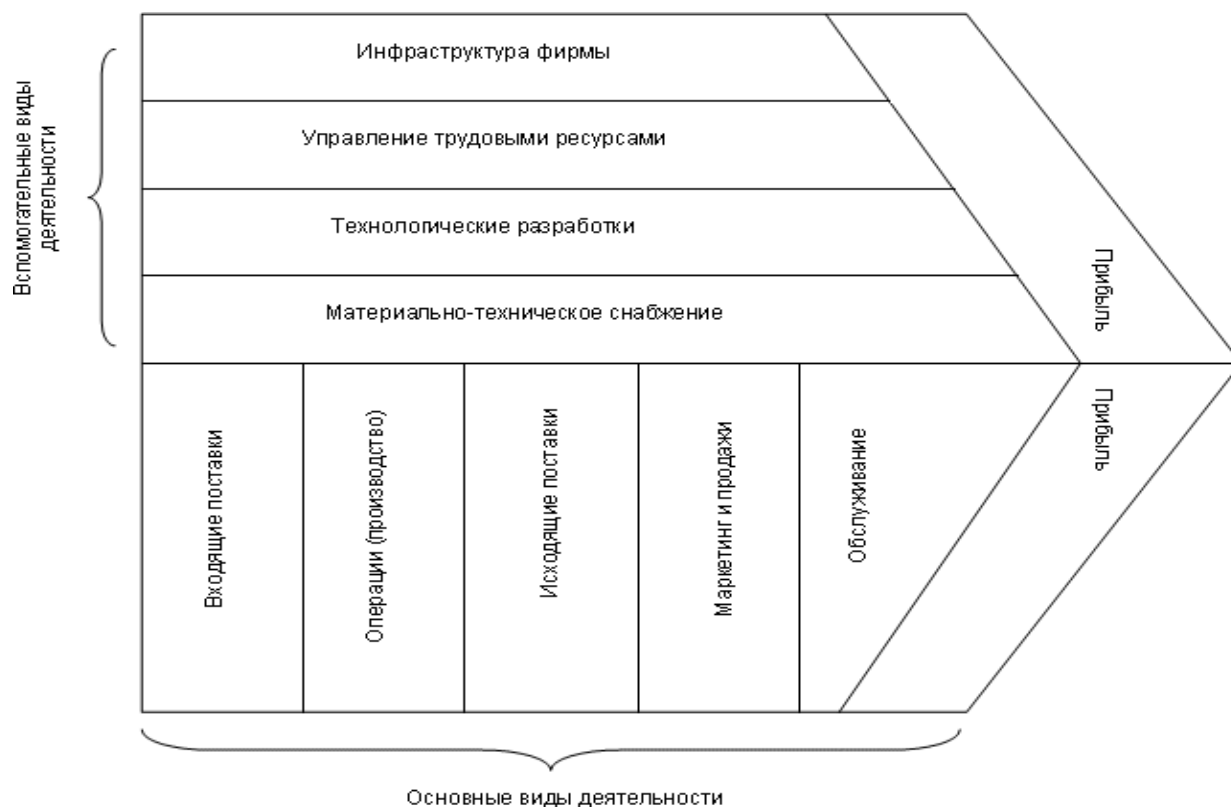 Вспомогательные виды
деятельности
Инфраструктура фирмы
Управление трудовыми ресурсами
Технологические разработки
Материально-техническое снабжение
Прибыль
Прибыль
Входящие поставки
Операции (производство)
Исходящие поставки
Маркетинг и продажи
Обслуживание
Основные виды деятельности